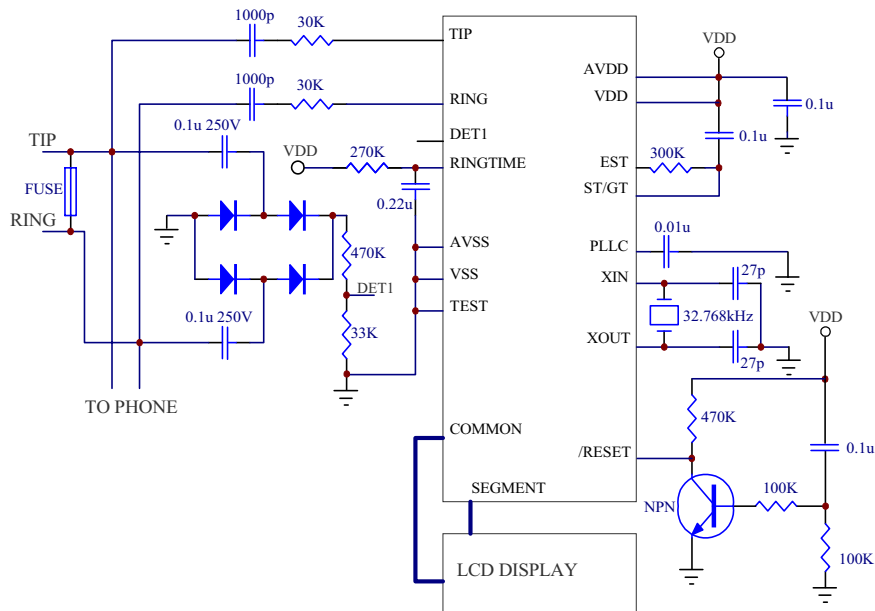 1000p
30K
TIP
VDD
AVDD
1000p
30K
RING
VDD
0.1u
0.1u 250V
DET1
0.1u
TIP
VDD
270K
RINGTIME
EST
300K
FUSE
ST/GT
0.22u
RING
0.01u
470K
AVSS
PLLC
27p
DET1
VSS
XIN
0.1u 250V
TEST
32.768kHz
VDD
33K
XOUT
27p
TO PHONE
470K
COMMON
/RESET
0.1u
SEGMENT
100K
NPN
100K
LCD DISPLAY